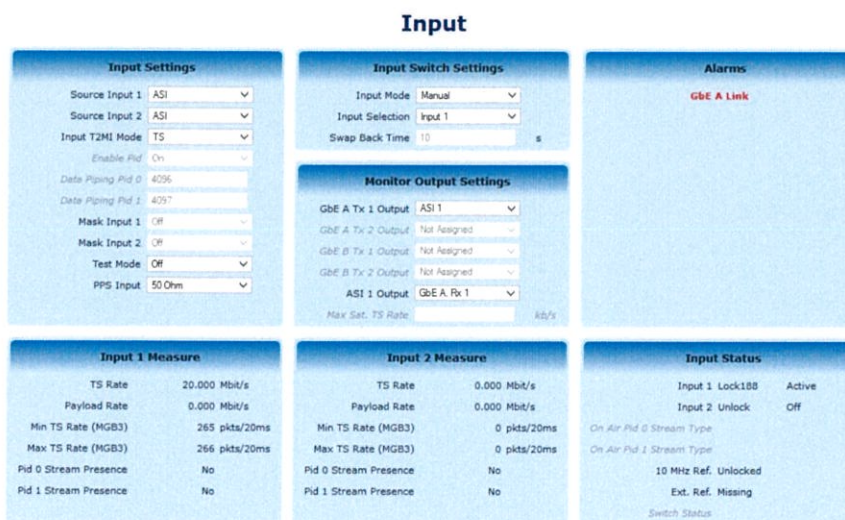 Input
Input Settings
Source Input 1 ASI
Source Input 2 ASI
Input T2MI Mode TS
Enable Pid On
Data Piping Pid 0 4096
Data Piping Pid 1 4097
Mask Input 1 Off
Mask Input 2 Off
Test Mode Off
PPS Input 50 Ohm
Input Switch Settings
Input Mode Manual
Input Selection Input 1
Swap Back Time 10 s
Monitor Output Settings
GbE A Tx 1 Output ASI 1
GbE A Tx 2 Output Not Assigned
GbE B Tx 1 Output Not Assigned
GbE B Tx 2 Output Not Assigned
ASI 1 Output GbE A. Rx 1
Max Sat. TS Rate kb/s
Alarms
GbE A Link
Input 1 Measure
TS Rate 20.000 Mbit/s
Payload Rate 0.000 Mbit/s
Min TS Rate (MGB3) 265 pkts/20ms
Max TS Rate (MGB3) 266 pkts/20ms
Pid 0 Stream Presence No
Pid 1 Stream Presence No
Input 2 Measure
TS Rate 0.000 Mbit/s
Payload Rate 0.000 Mbit/s
Min TS Rate (MGB3) 0 pkts/20ms
Max TS Rate (MGB3) 0 pkts/20ms
Pid 0 Stream Presence No
Pid 1 Stream Presence No
Input Status
Input 1 Lock188 Active
Input 2 Unlock Off
On Air Pid 0 Stream Type
On Air Pid 1 Stream Type
10 MHz Ref. Unlocked
Ext. Ref. Missing
Switch Status